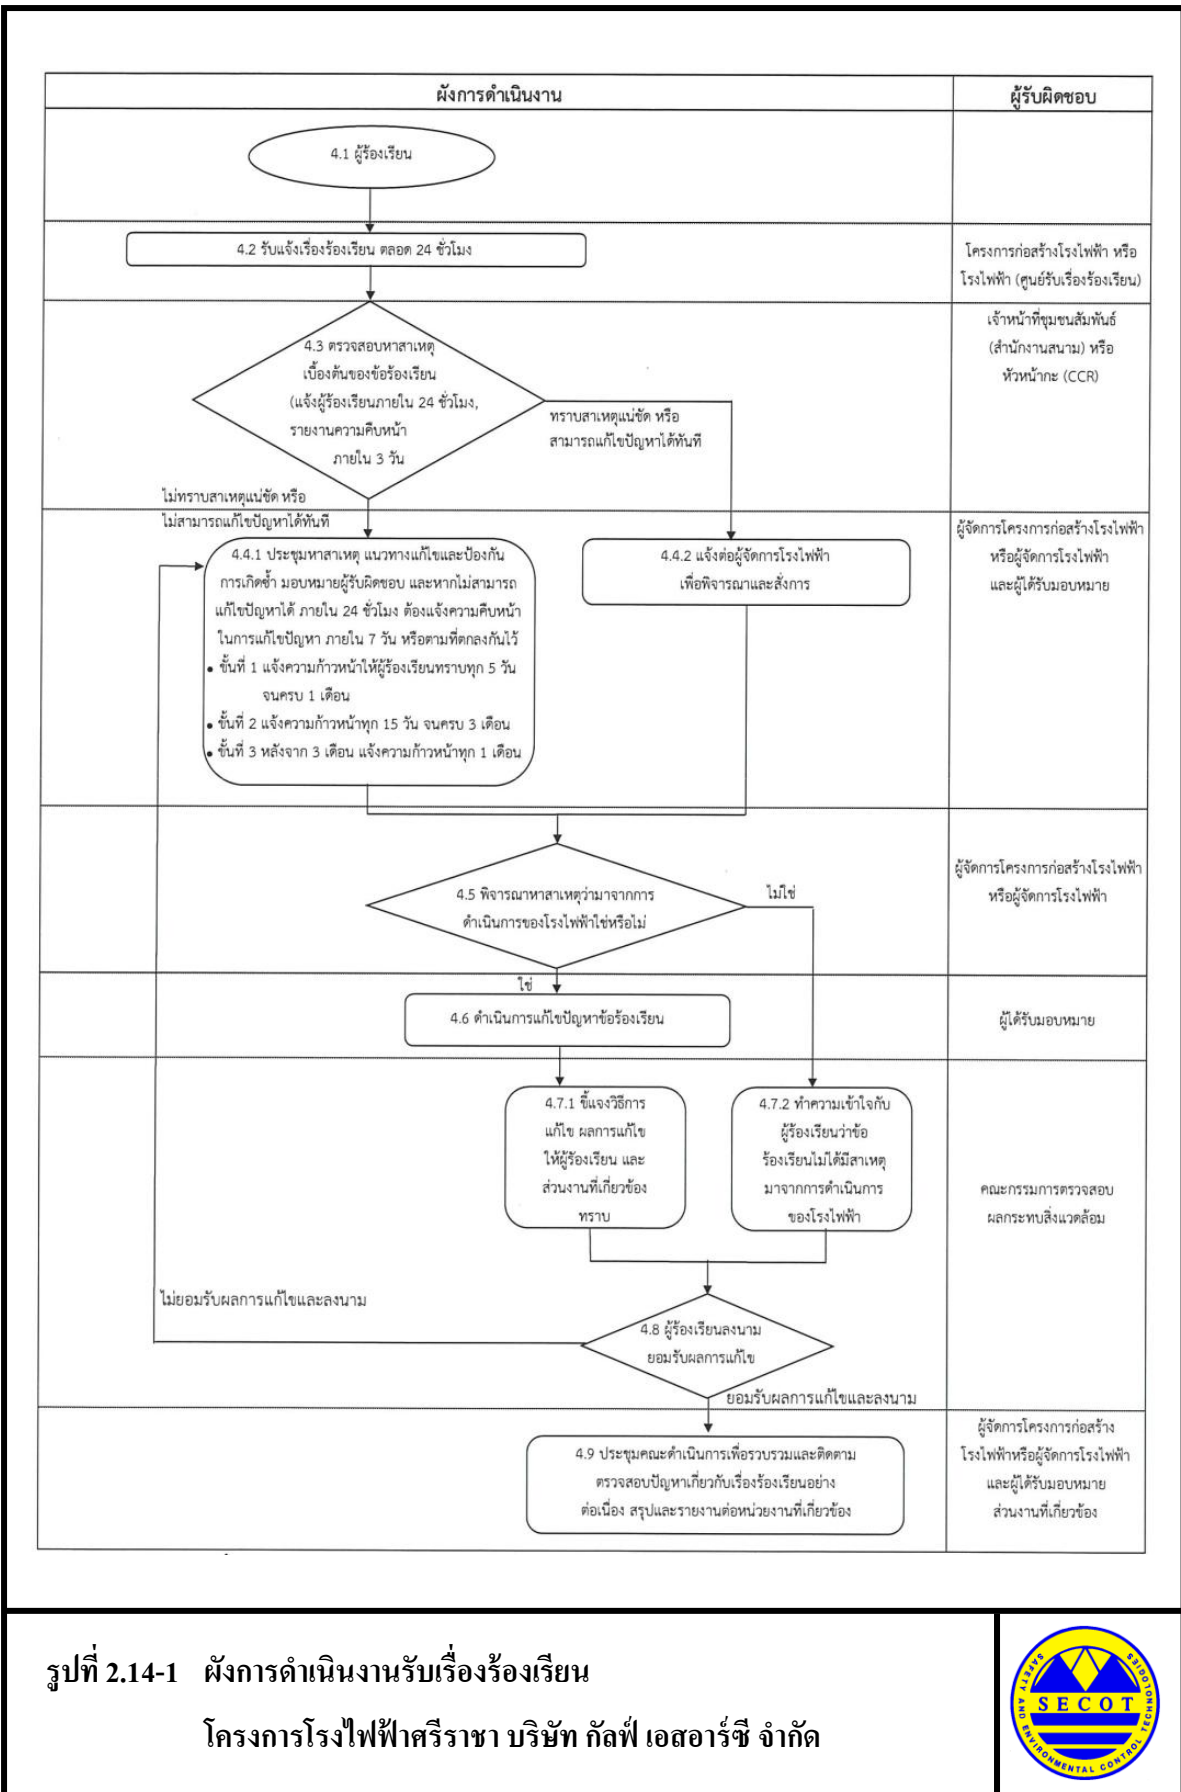 ผังการดำเนินงาน
ผู้รับผิดชอบ
4.1 ผู้ร้องเรียน
4.2 รับแจ้งเรื่องร้องเรียน ตลอด 24 ชั่วโมง
โครงการก่อสร้างโรงไฟฟ้า หรือ
โรงไฟฟ้า (ศูนย์รับเรื่องร้องเรียน)
4.3 ตรวจสอบหาสาเหตุ
เบื้องต้นของข้อร้องเรียน
(แจ้งผู้ร้องเรียนภายใน 24 ชั่วโมง,
รายงานความคืบหน้า
ภายใน 3 วัน
เจ้าหน้าที่ชุมชนสัมพันธ์
(สำนักงานสนาม) หรือ
หัวหน้ากะ (CCR)
ทราบสาเหตุแน่ชัด หรือ
สามารถแก้ไขปัญหาได้ทันที
ไม่ทราบสาเหตุแน่ชัด หรือ
ไม่สามารถแก้ไขปัญหาได้ทันที
4.4.1 ประชุมหาสาเหตุ แนวทางแก้ไขและป้องกัน
การเกิดซ้ำ มอบหมายผู้รับผิดชอบ และหากไม่สามารถ
แก้ไขปัญหาได้ ภายใน 24 ชั่วโมง ต้องแจ้งความคืบหน้า
ในการแก้ไขปัญหา ภายใน 7 วัน หรือตามที่ตกลงกันไว้
• ขั้นที่ 1 แจ้งความก้าวหน้าให้ผู้ร้องเรียนทราบทุก 5 วัน
จนครบ 1 เดือน
• ขั้นที่ 2 แจ้งความก้าวหน้าทุก 15 วัน จนครบ 3 เดือน
• ขั้นที่ 3 หลังจาก 3 เดือน แจ้งความก้าวหน้าทุก 1 เดือน
4.4.2 แจ้งต่อผู้จัดการโรงไฟฟ้า
เพื่อพิจารณาและสั่งการ
ผู้จัดการโครงการก่อสร้างโรงไฟฟ้า
หรือผู้จัดการโรงไฟฟ้า
และผู้ได้รับมอบหมาย
4.5 พิจารณาหาสาเหตุว่ามาจากการ
ดำเนินการของโรงไฟฟ้าใช่หรือไม่
ไม่ใช่
ผู้จัดการโครงการก่อสร้างโรงไฟฟ้า
หรือผู้จัดการโรงไฟฟ้า
ใช่
4.6 ดำเนินการแก้ไขปัญหาข้อร้องเรียน
ผู้ได้รับมอบหมาย
4.7.1 ชี้แจงวิธีการ
แก้ไข ผลการแก้ไข
ให้ผู้ร้องเรียน และ
ส่วนงานที่เกี่ยวข้อง
ทราบ
4.7.2 ทำความเข้าใจกับ
ผู้ร้องเรียนว่าข้อ
ร้องเรียนไม่ได้มีสาเหตุ
มาจากการดำเนินการ
ของโรงไฟฟ้า
คณะกรรมการตรวจสอบ
ผลกระทบสิ่งแวดล้อม
ไม่ยอมรับผลการแก้ไขและลงนาม
4.8 ผู้ร้องเรียนลงนาม
ยอมรับผลการแก้ไข
ยอมรับผลการแก้ไขและลงนาม
4.9 ประชุมคณะดำเนินการเพื่อรวบรวมและติดตาม
ตรวจสอบปัญหาเกี่ยวกับเรื่องร้องเรียนอย่าง
ต่อเนื่อง สรุปและรายงานต่อหน่วยงานที่เกี่ยวข้อง
ผู้จัดการโครงการก่อสร้าง
โรงไฟฟ้าหรือผู้จัดการโรงไฟฟ้า
และผู้ได้รับมอบหมาย
ส่วนงานที่เกี่ยวข้อง
รูปที่ 2.14-1 ผังการดำเนินงานรับเรื่องร้องเรียน
โครงการโรงไฟฟ้าศรีราชา บริษัท กัลฟ์ เอสอาร์ซี จำกัด
SECOT
SAFETY AND ENVIRONMENTAL CONTROL TECHNOLOGIES